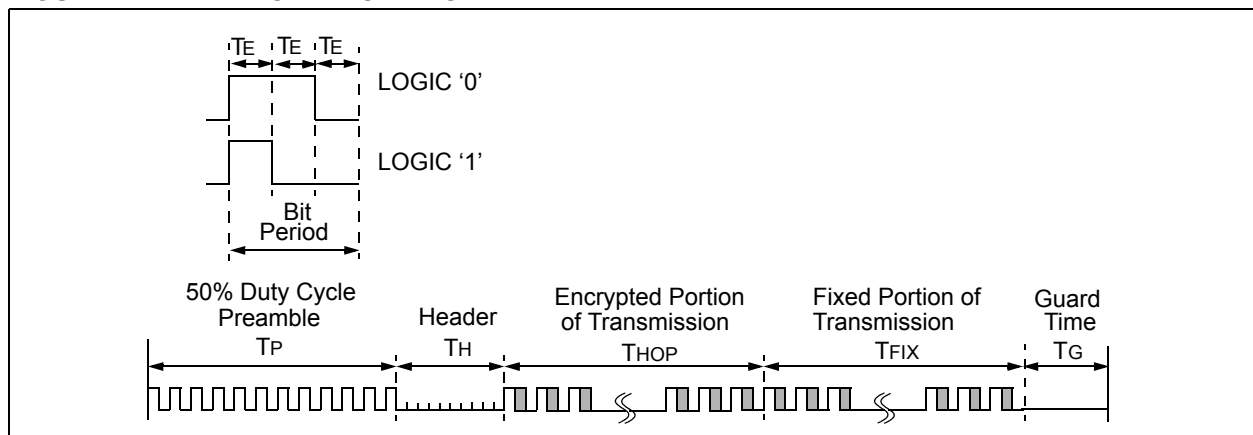 TE TE TE
LOGIC ‘0’
LOGIC ‘1’
Bit
Period
50% Duty Cycle
Preamble
TP
Header
TH
Encrypted Portion
of Transmission
THOP
Fixed Portion of
Transmission
TFIX
Guard
Time
TG